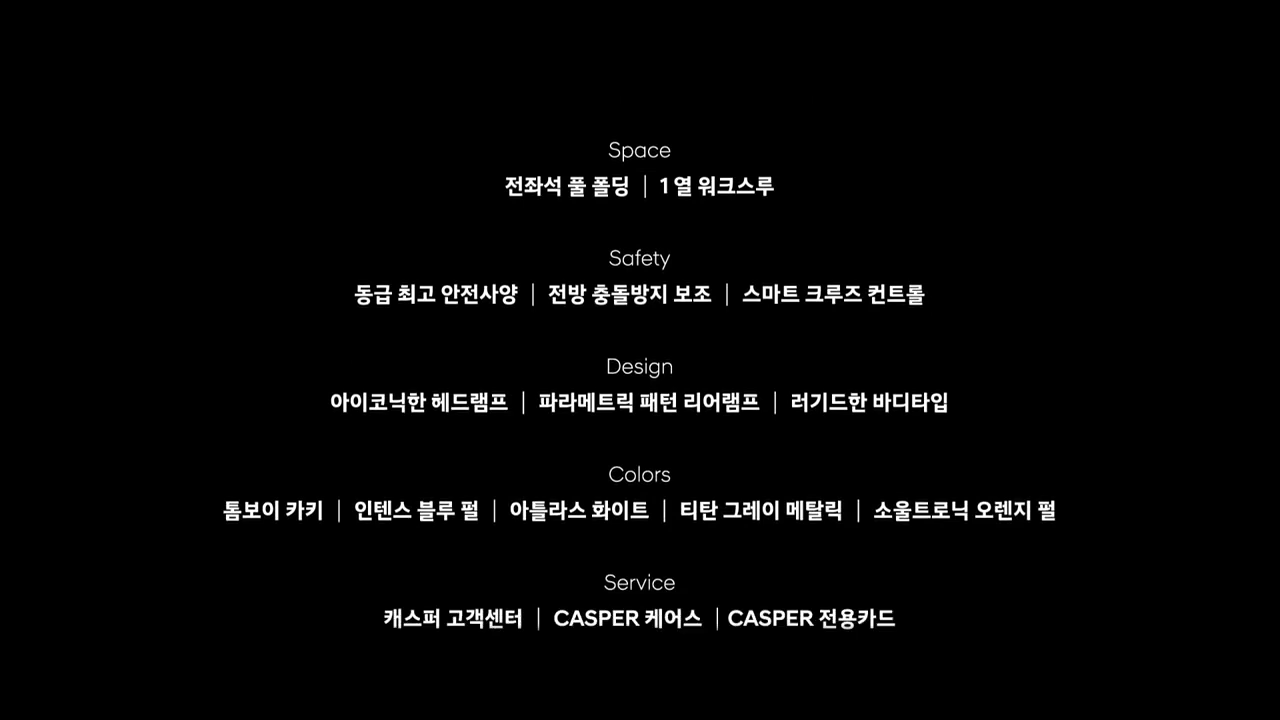 Space
전좌석 풀 폴딩 | 1열 워크스루
Safety
동급 최고 안전사양 | 전방 충돌방지 보조 | 스마트 크루즈 컨트롤
Design
아이코닉한 헤드램프 | 파라메트릭 패턴 리어램프 | 러기드한 바디타입
Colors
톰보이 카키 | 인텐스 블루 펄 | 아틀라스 화이트 | 티탄 그레이 메탈릭 | 소울트로닉 오렌지 펄
Service
캐스퍼 고객센터 | CASPER 케어스 | CASPER 전용카드